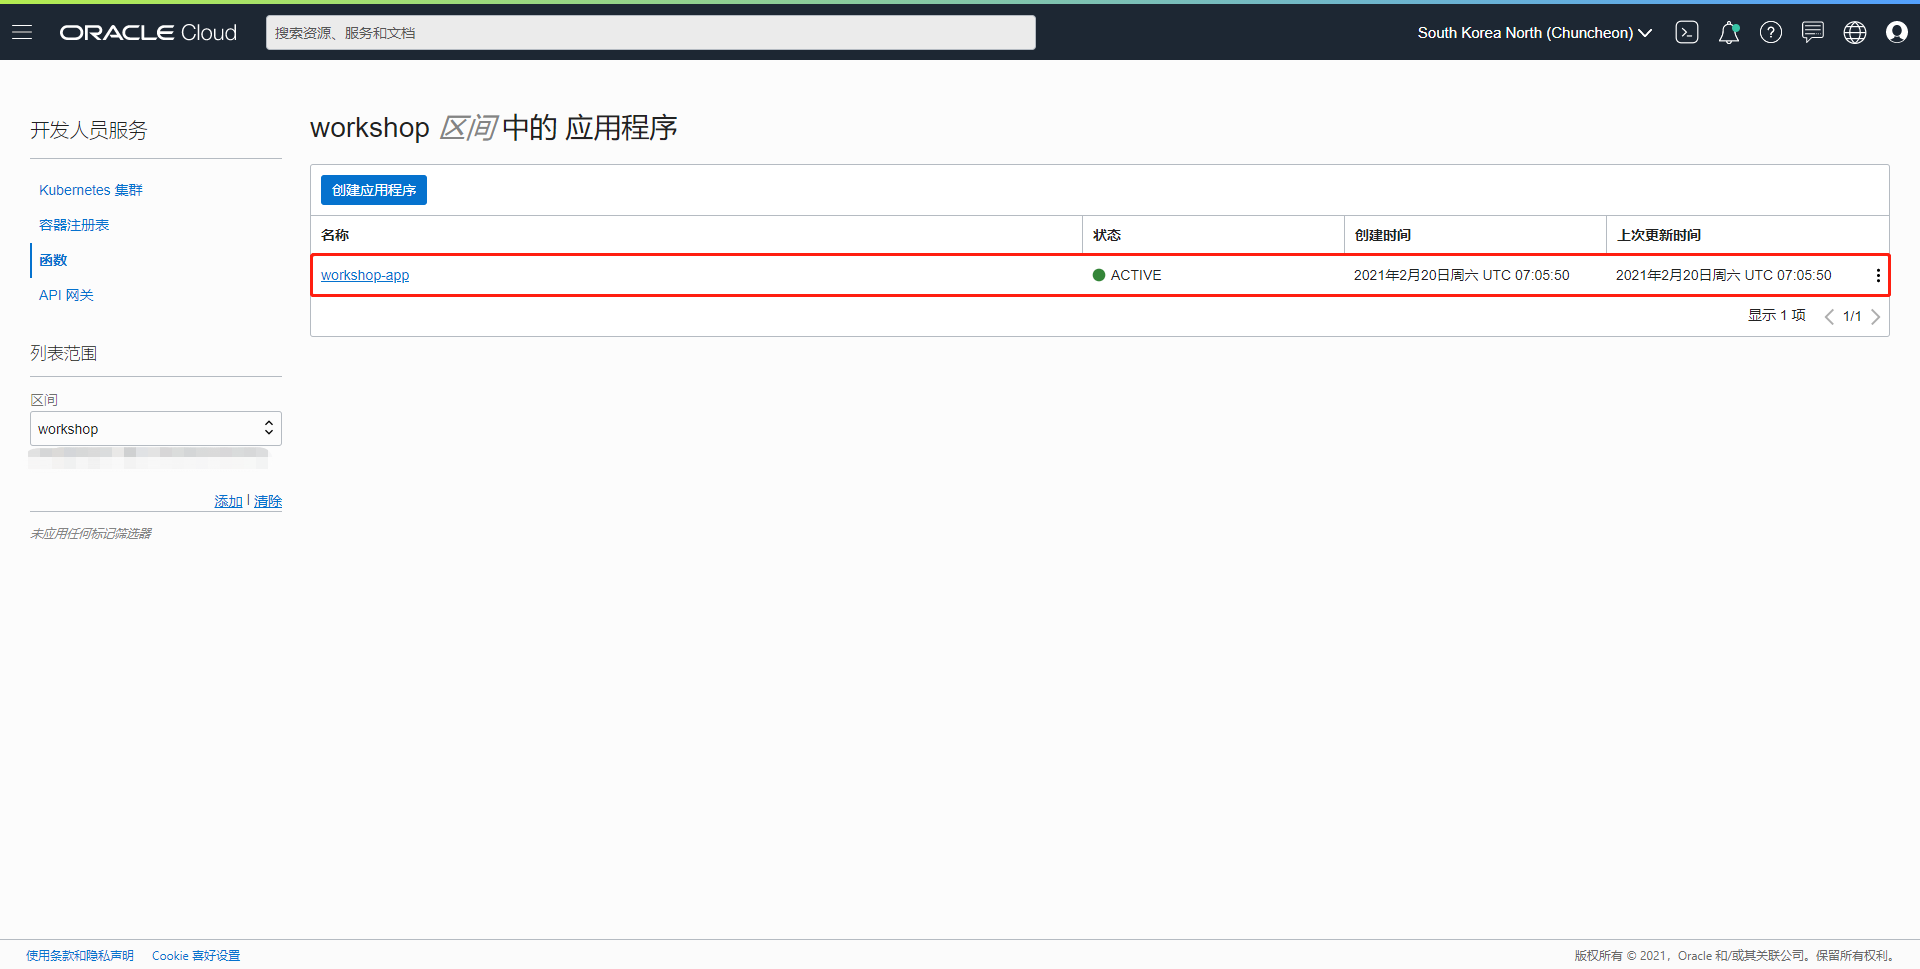 ORACLE Cloud
搜索资源、服务和文档
South Korea North (Chuncheon)
开发人员服务
Kubernetes 集群
容器注册表
函数
API 网关
列表范围
区间
workshop
添加 | 清除
未应用任何标记筛选器
workshop 区间 中的 应用程序
创建应用程序
名称 状态 创建时间 上次更新时间
workshop-app ACTIVE 2021年2月20日周六 UTC 07:05:50 2021年2月20日周六 UTC 07:05:50
显示 1 项 1/1
使用条款和隐私声明 Cookie 喜好设置 版权所有 © 2021，Oracle 和/或其关联公司。保留所有权利。